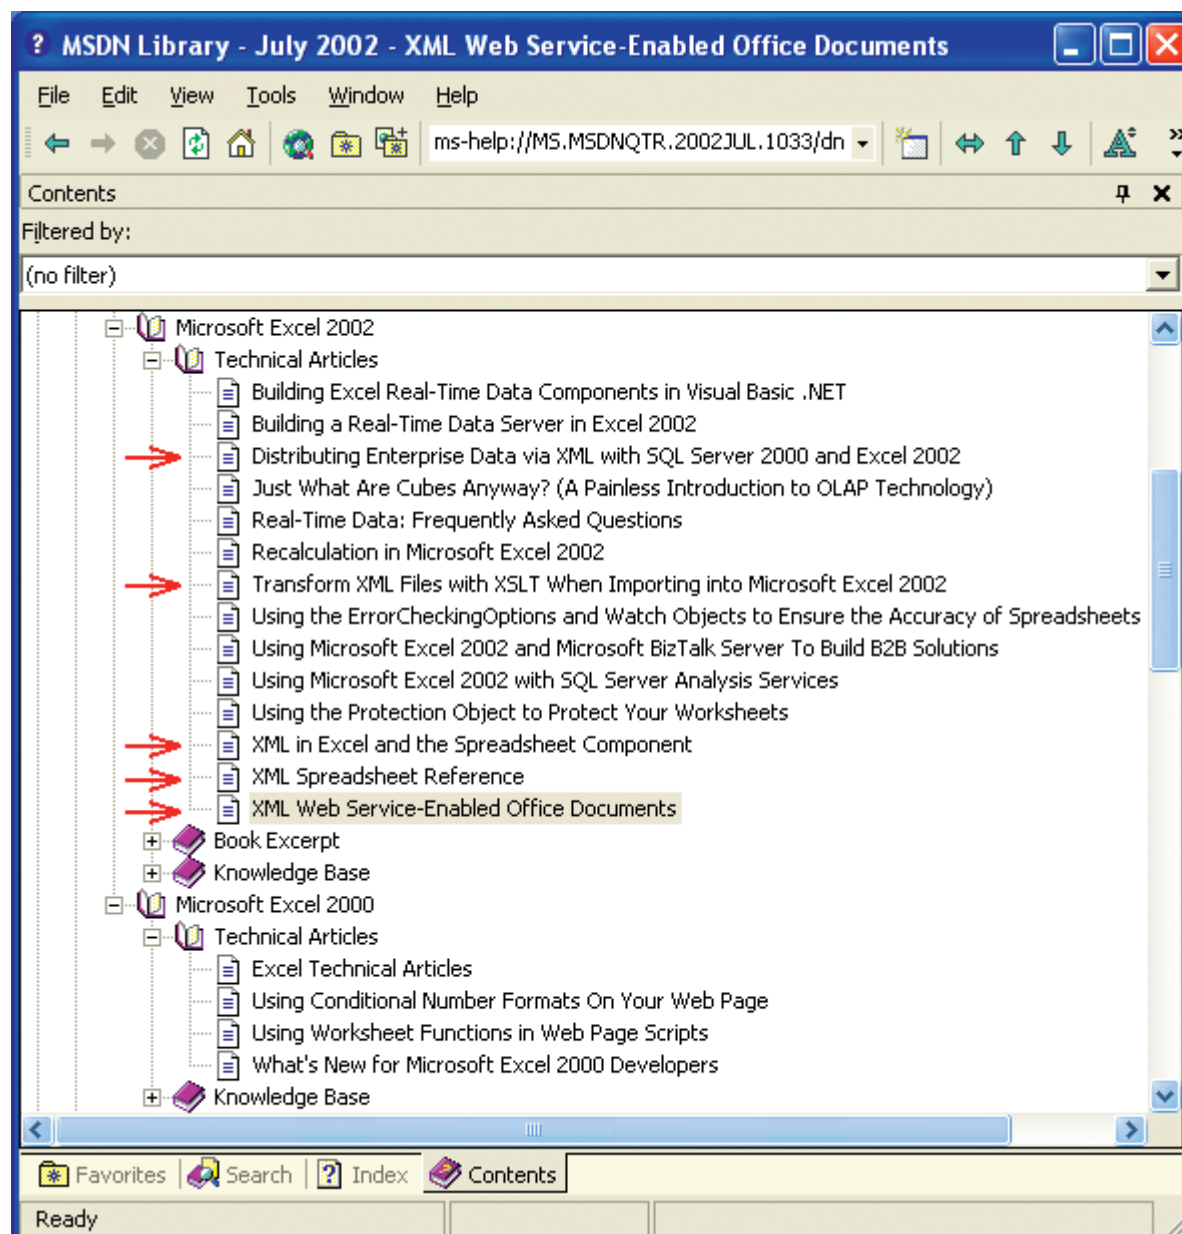 MSDN Library - July 2002 - XML Web Service-Enabled Office Documents
File Edit View Tools Window Help
ms-help://MS.MSDNQTR.2002JUL.1033/dn
Contents
Filtered by:
(no filter)
Microsoft Excel 2002
Technical Articles
Building Excel Real-Time Data Components in Visual Basic .NET
Building a Real-Time Data Server in Excel 2002
Distributing Enterprise Data via XML with SQL Server 2000 and Excel 2002
Just What Are Cubes Anyway? (A Painless Introduction to OLAP Technology)
Real-Time Data: Frequently Asked Questions
Recalculation in Microsoft Excel 2002
Transform XML Files with XSLT When Importing into Microsoft Excel 2002
Using the ErrorCheckingOptions and Watch Objects to Ensure the Accuracy of Spreadsheets
Using Microsoft Excel 2002 and Microsoft BizTalk Server To Build B2B Solutions
Using Microsoft Excel 2002 with SQL Server Analysis Services
Using the Protection Object to Protect Your Worksheets
XML in Excel and the Spreadsheet Component
XML Spreadsheet Reference
XML Web Service-Enabled Office Documents
Book Excerpt
Knowledge Base
Microsoft Excel 2000
Technical Articles
Excel Technical Articles
Using Conditional Number Formats On Your Web Page
Using Worksheet Functions in Web Page Scripts
What's New for Microsoft Excel 2000 Developers
Knowledge Base
Favorites Search Index Contents
Ready